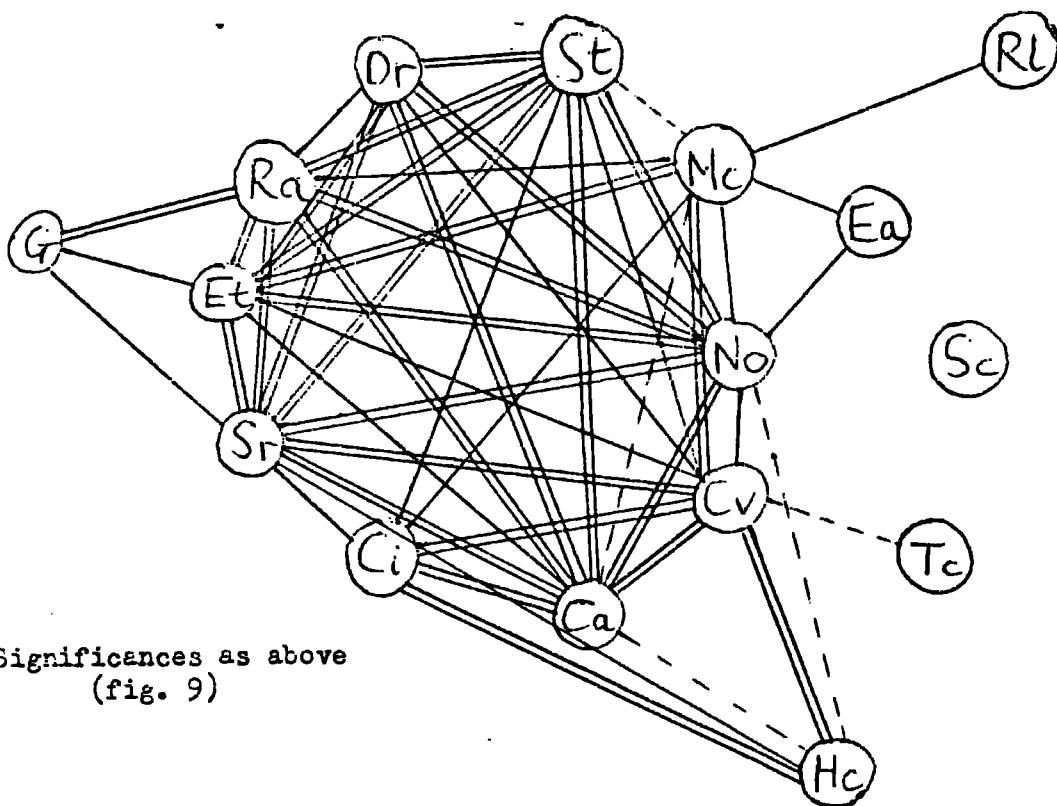 Dr
St
Rl
Ra
Mc
G
Ea
Et
No
Sc
Sr
Cv
Ci
Tc
Ca
Significances as above
(fig. 9)
Hc